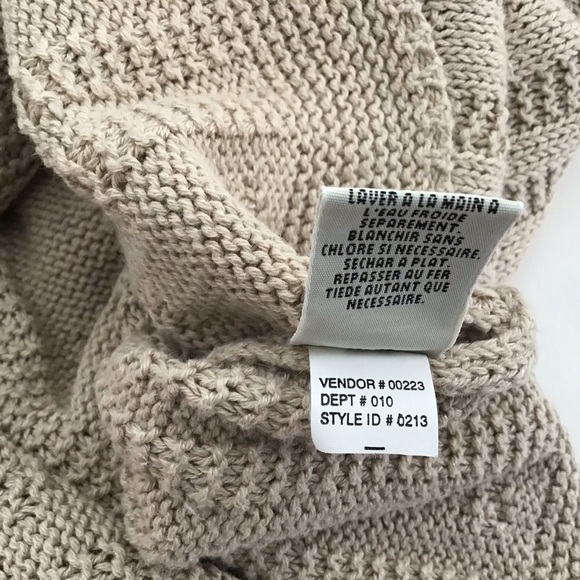 LAVER A LA MAIN A
L'EAU FROIDE
SEPAREMENT.
BLANCHIR SANS
CHLORE SI NECESSAIRE.
SECHAR A PLAT.
REPASSER AU FER
TIEDE AUTANT QUE
NECESSAIRE.
VENDOR # 00223
DEPT # 010
STYLE ID # 0213